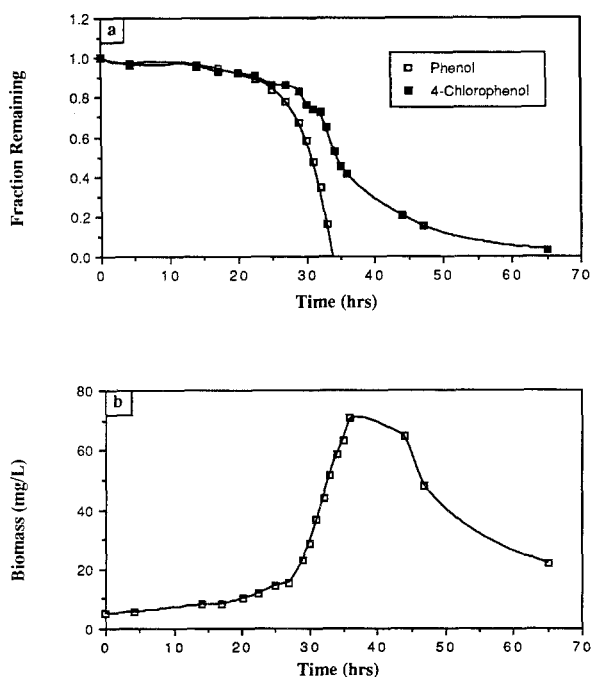 a
1.2
1.0
0.8
0.6
0.4
0.2
0.0
Fraction Remaining
Phenol
4-Chlorophenol
0 10 20 30 40 50 60 70
Time (hrs)
b
80
60
40
20
0
Biomass (mg/L)
0 10 20 30 40 50 60 70
Time (hrs)